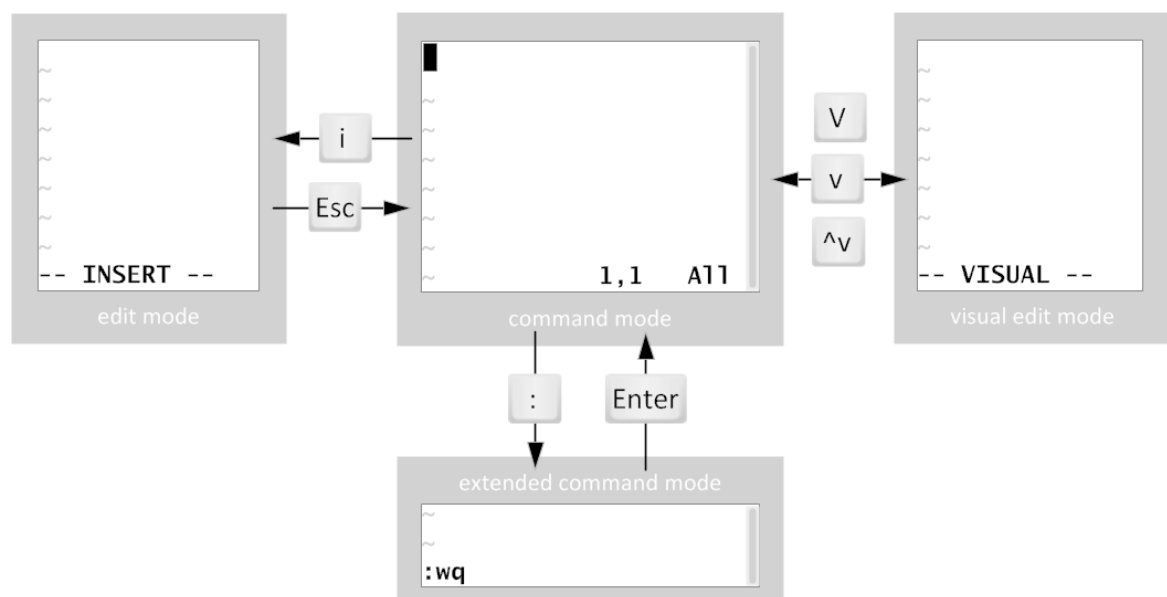 ~
~
~
~
~
~
~
-- INSERT --
edit mode
i
Esc
~
~
~
~
~
~
~
1,1 All
command mode
V
v
^v
~
~
~
~
~
~
~
-- VISUAL --
visual edit mode
:
Enter
extended command mode
~
~
:wq